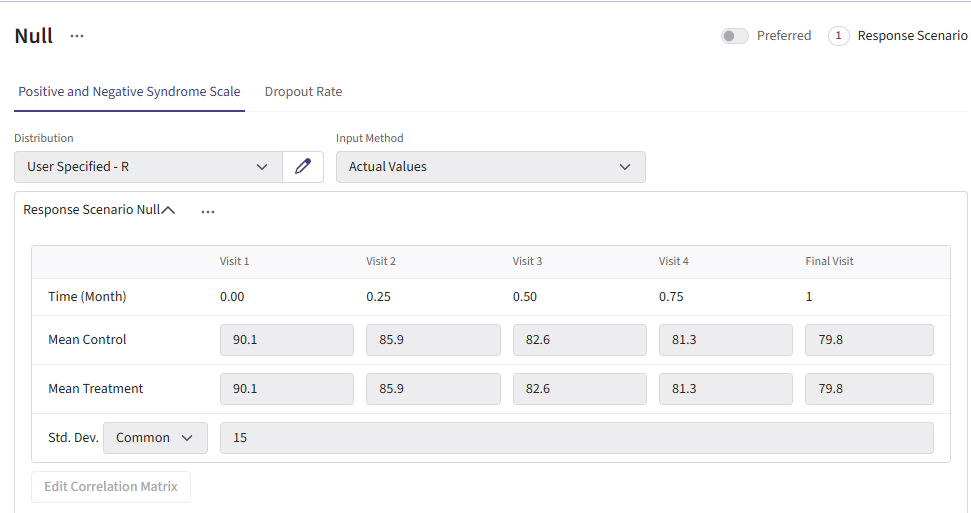 Null ...
Preferred 1 Response Scenario
Positive and Negative Syndrome Scale Dropout Rate
Distribution Input Method
User Specified - R Actual Values
Response Scenario Null ...
Visit 1 Visit 2 Visit 3 Visit 4 Final Visit
Time (Month) 0.00 0.25 0.50 0.75 1
Mean Control 90.1 85.9 82.6 81.3 79.8
Mean Treatment 90.1 85.9 82.6 81.3 79.8
Std. Dev. Common 15
Edit Correlation Matrix